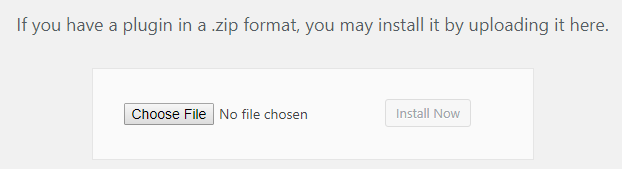 If you have a plugin in a .zip format, you may install it by uploading it here.
Choose File No file chosen Install Now